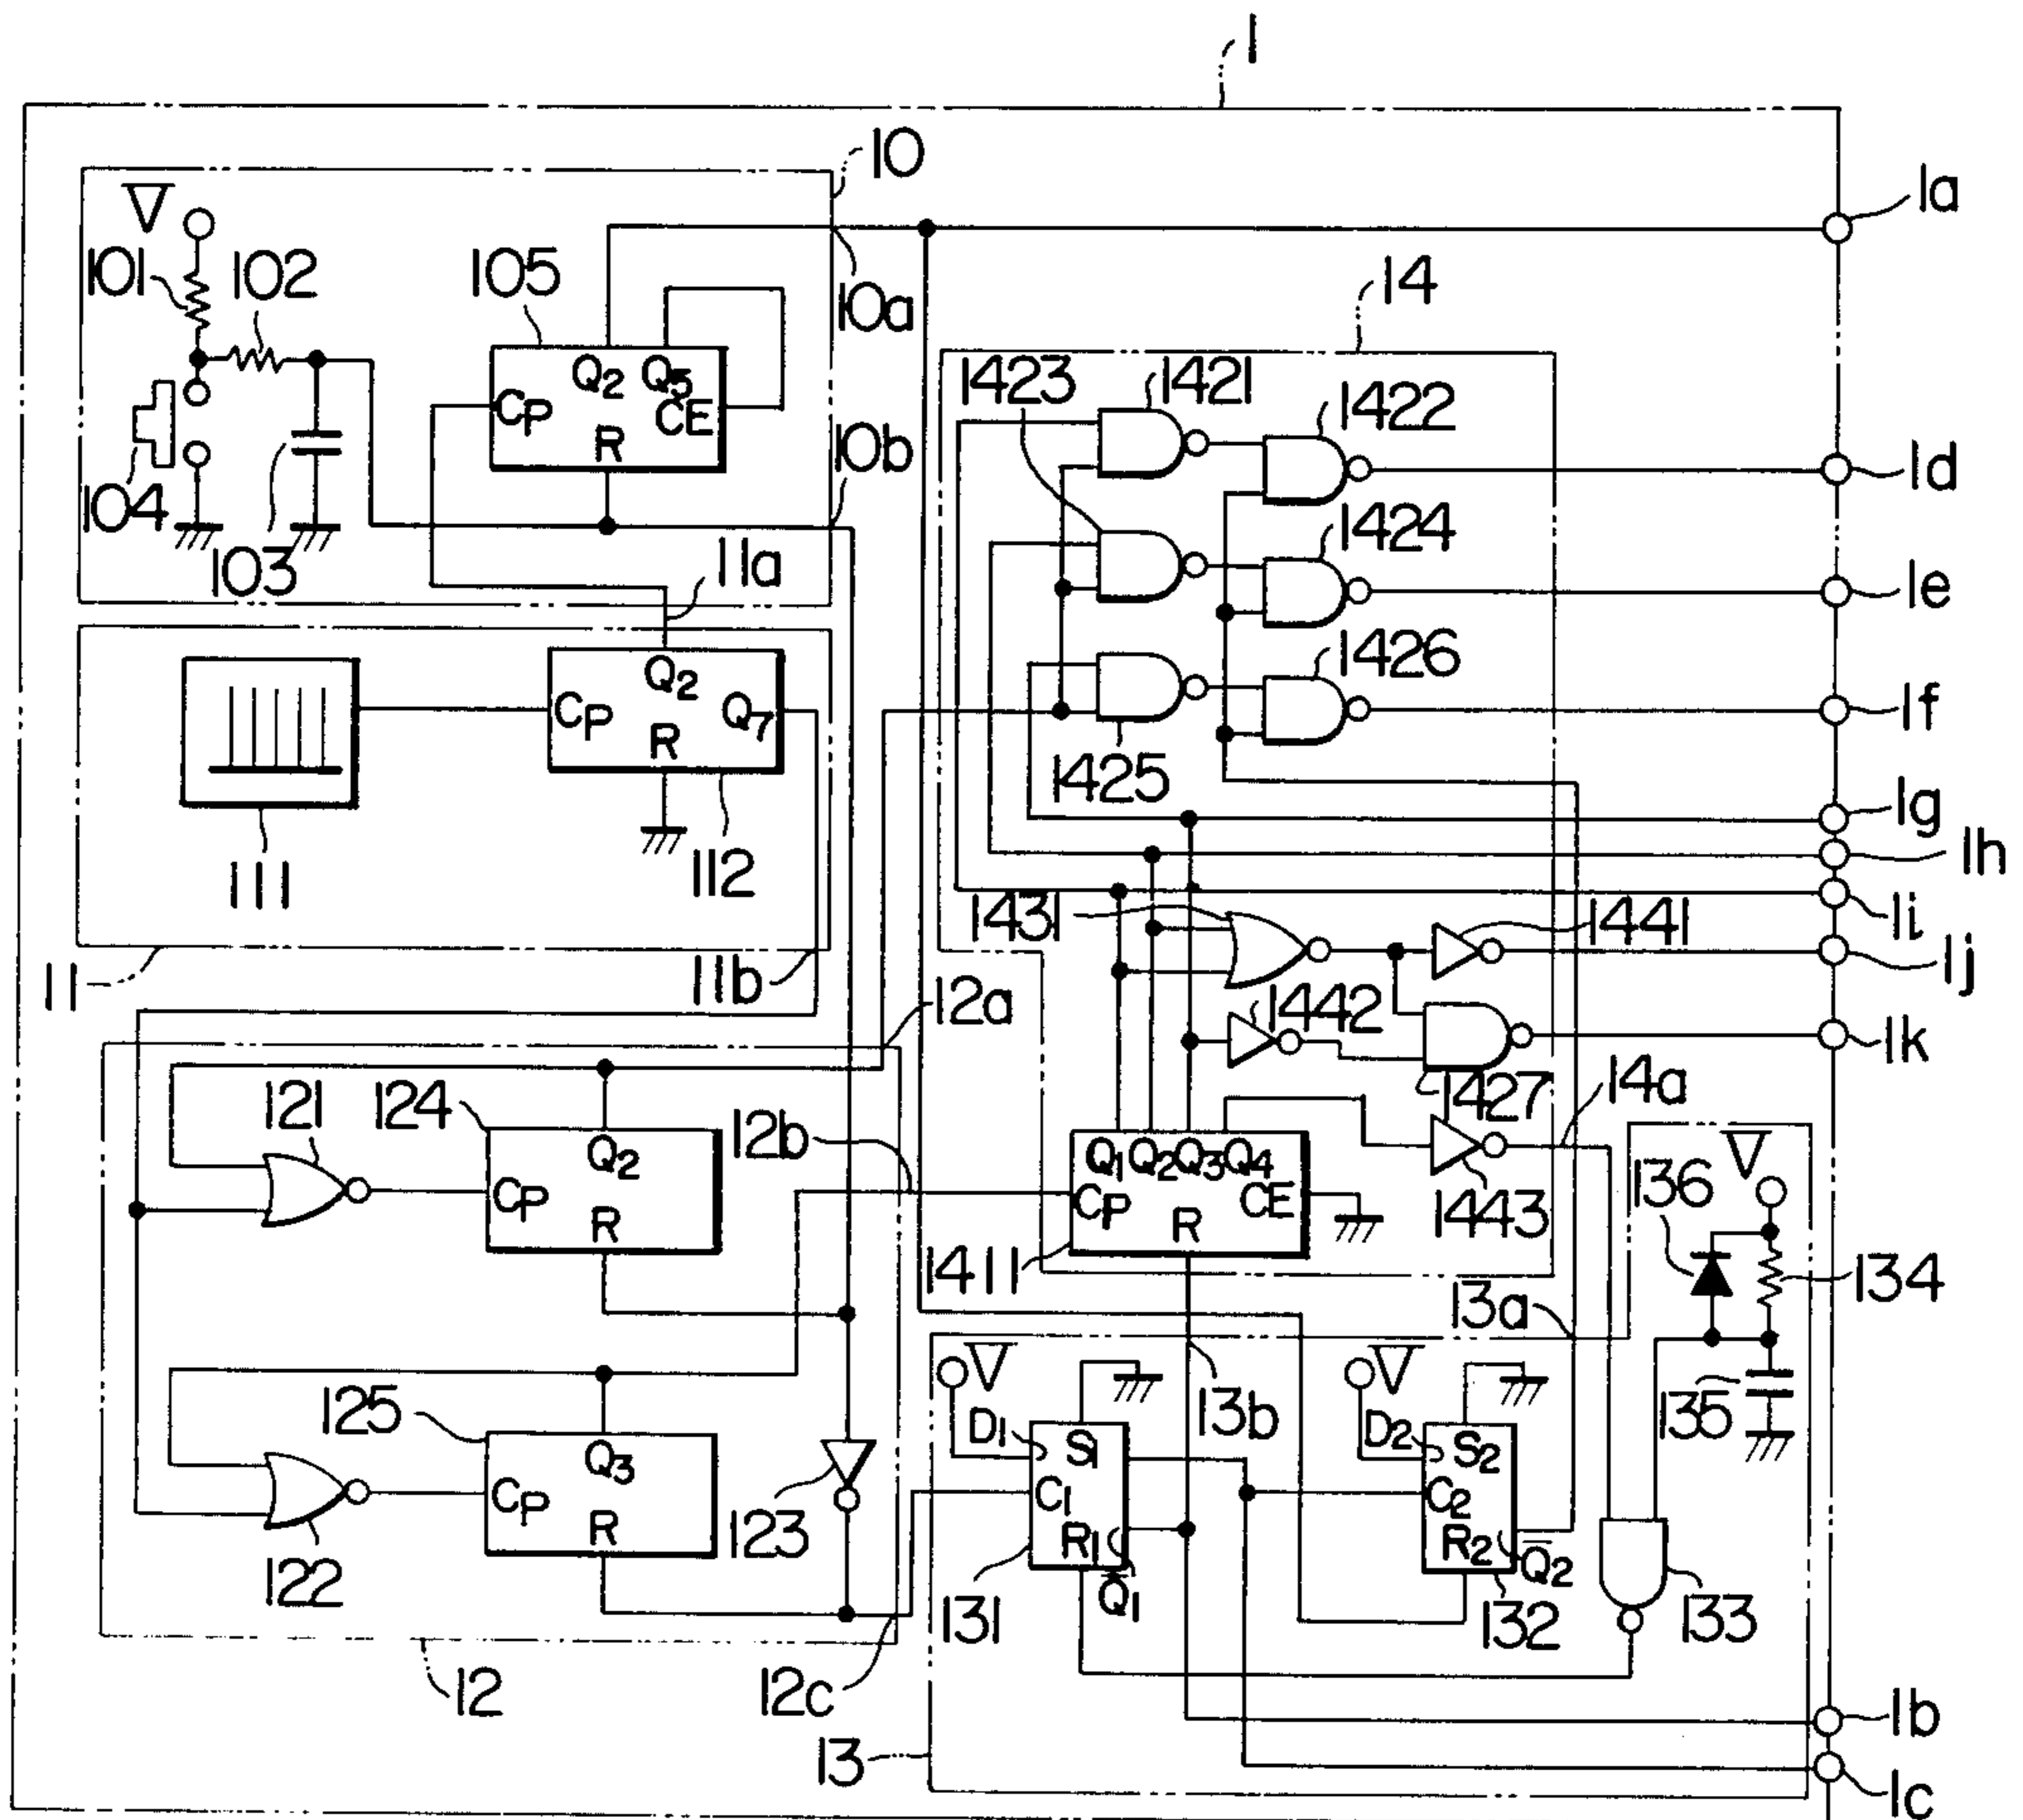 1
10
V
101
102
105
10a
Q2
Q5
CP
CE
R
104
103
10b
11a
14
1a
1423
1421
1422
1d
1424
1e
1426
1f
1425
1g
1h
1i
Q2
CP
Q7
R
111
112
11
11b
1431
1441
1j
1442
1k
1427
14a
12a
121
124
Q2
CP
R
12b
Q1 Q2 Q3 Q4
CP
CE
R
1411
1443
136
V
134
135
13a
125
Q3
CP
R
122
123
12
12c
V
D1
S1
C1
R1
Q̅1
131
13b
V
D2
S2
C2
R2
Q̅2
132
133
13
1b
1c